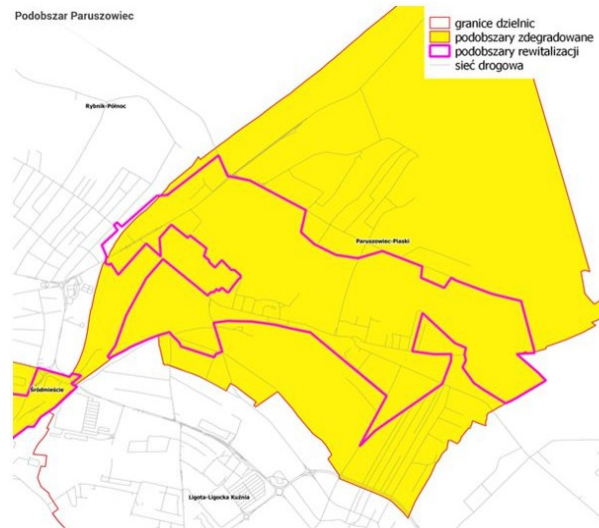 Podobszar Paruszowiec
granice dzielnic
podobszary zdegradowane
podobszary rewitalizacji
sieć drogowa
Rybnik-Północ
Paruszowiec-Piaski
Śródmieście
Ligota-Ligocka Kuźnia